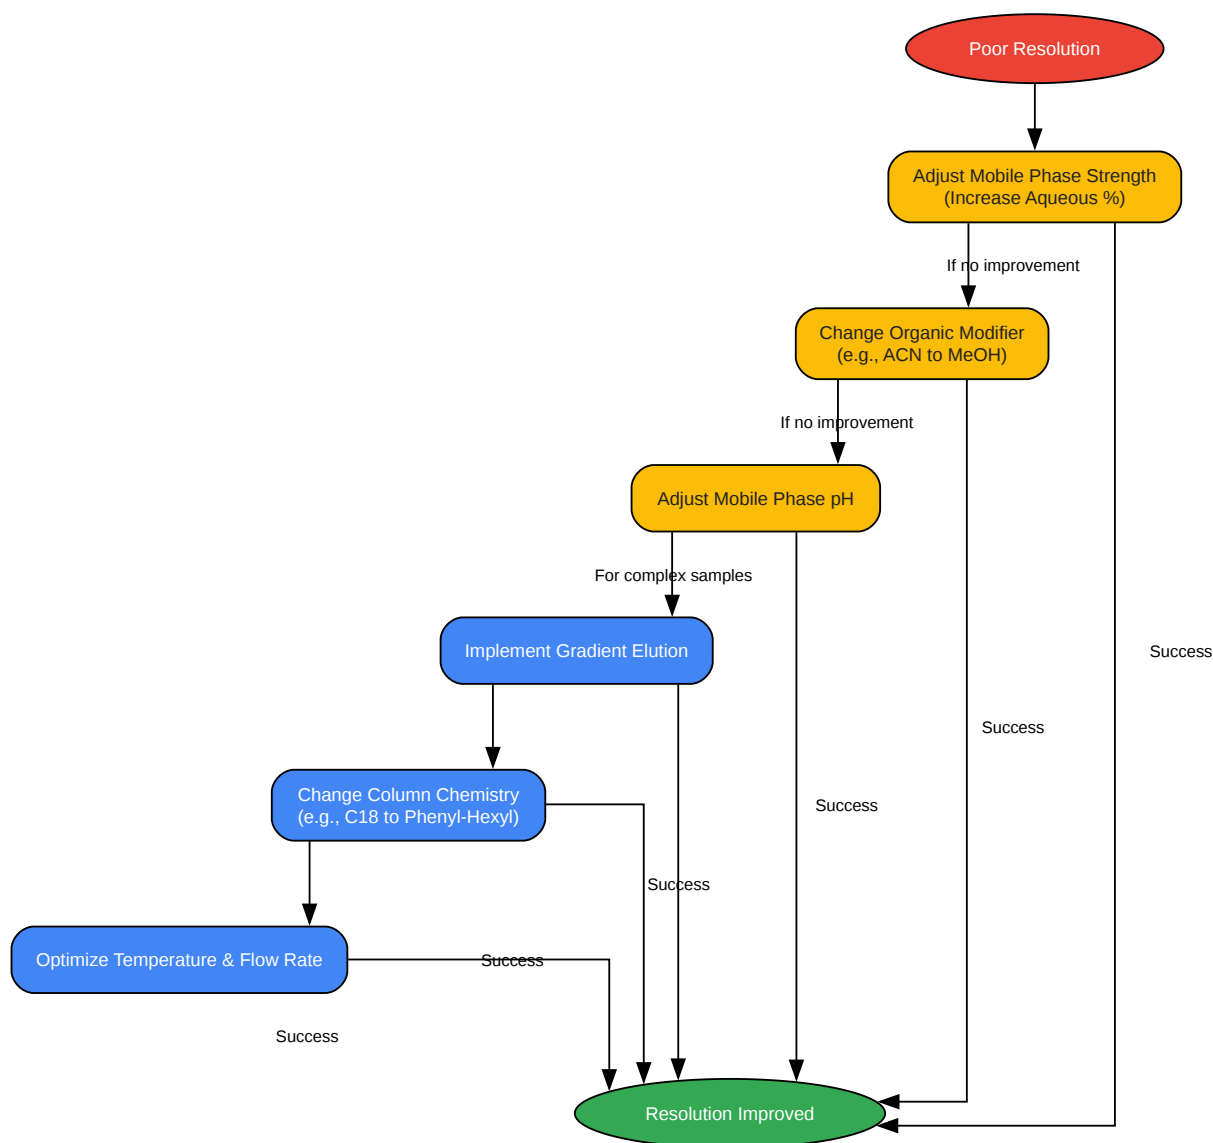 Poor Resolution
Adjust Mobile Phase Strength
(Increase Aqueous %)
If no improvement
Change Organic Modifier
(e.g., ACN to MeOH)
If no improvement
Adjust Mobile Phase pH
For complex samples
Implement Gradient Elution
Success
Success
Change Column Chemistry
(e.g., C18 to Phenyl-Hexyl)
Success
Success
Optimize Temperature & Flow Rate
Success
Success
Resolution Improved